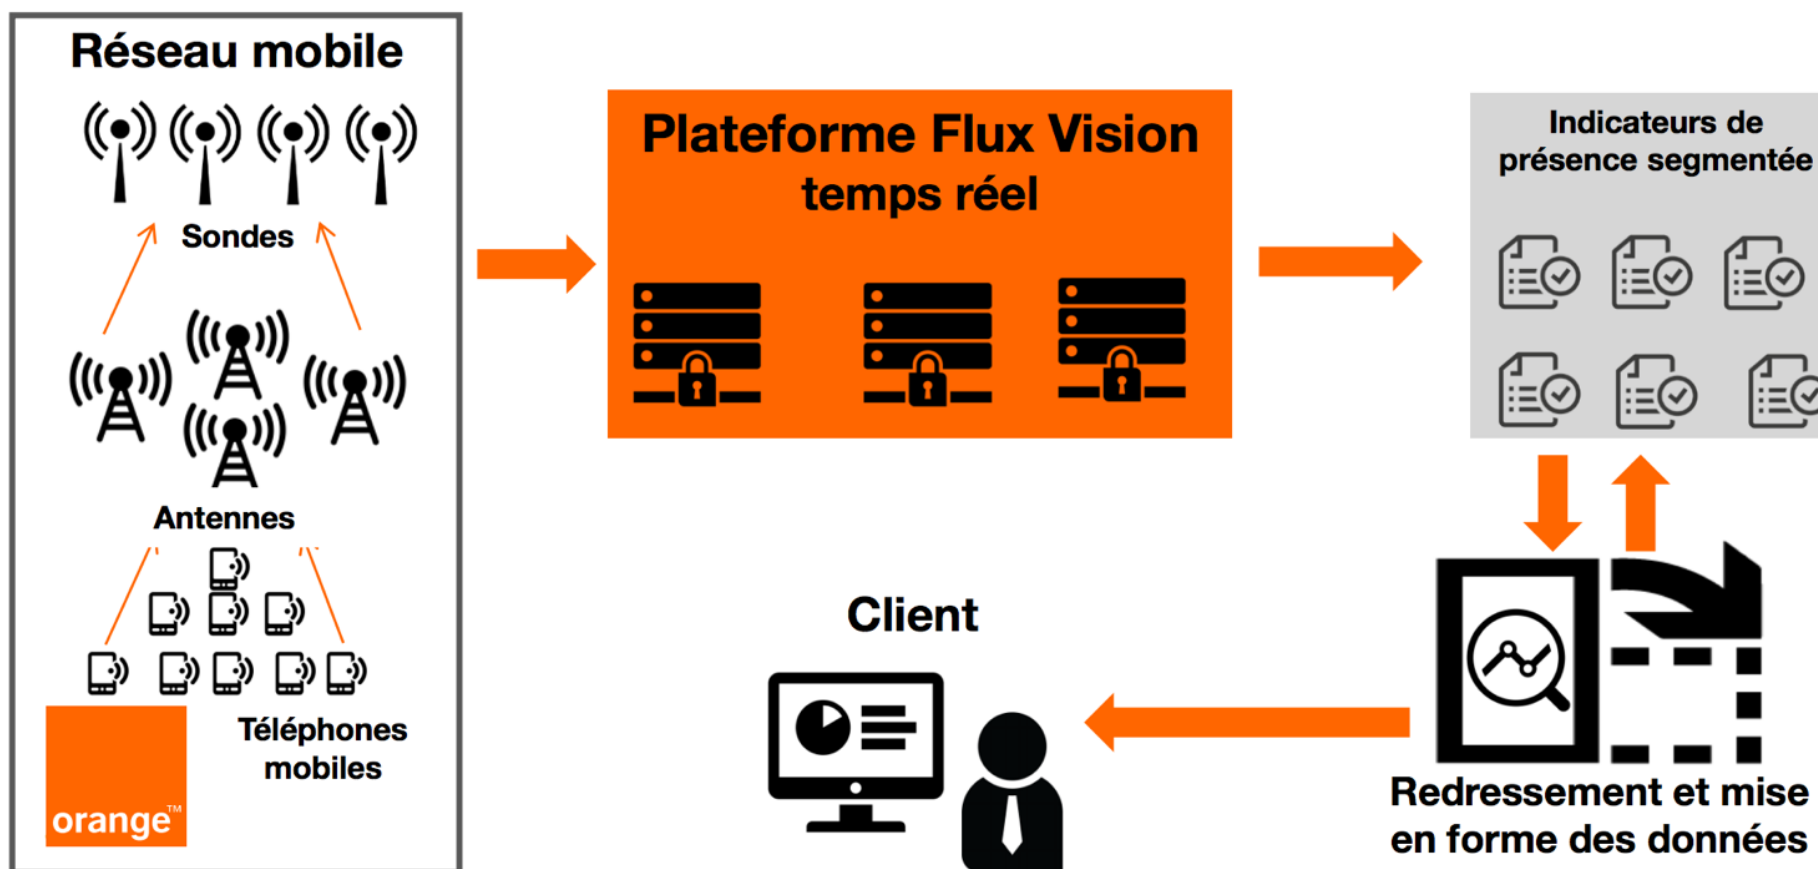 Réseau mobile
Sondes
Antennes
Téléphones
mobiles
orange™
Plateforme Flux Vision
temps réel
Indicateurs de
présence segmentée
Client
Redressement et mise
en forme des données